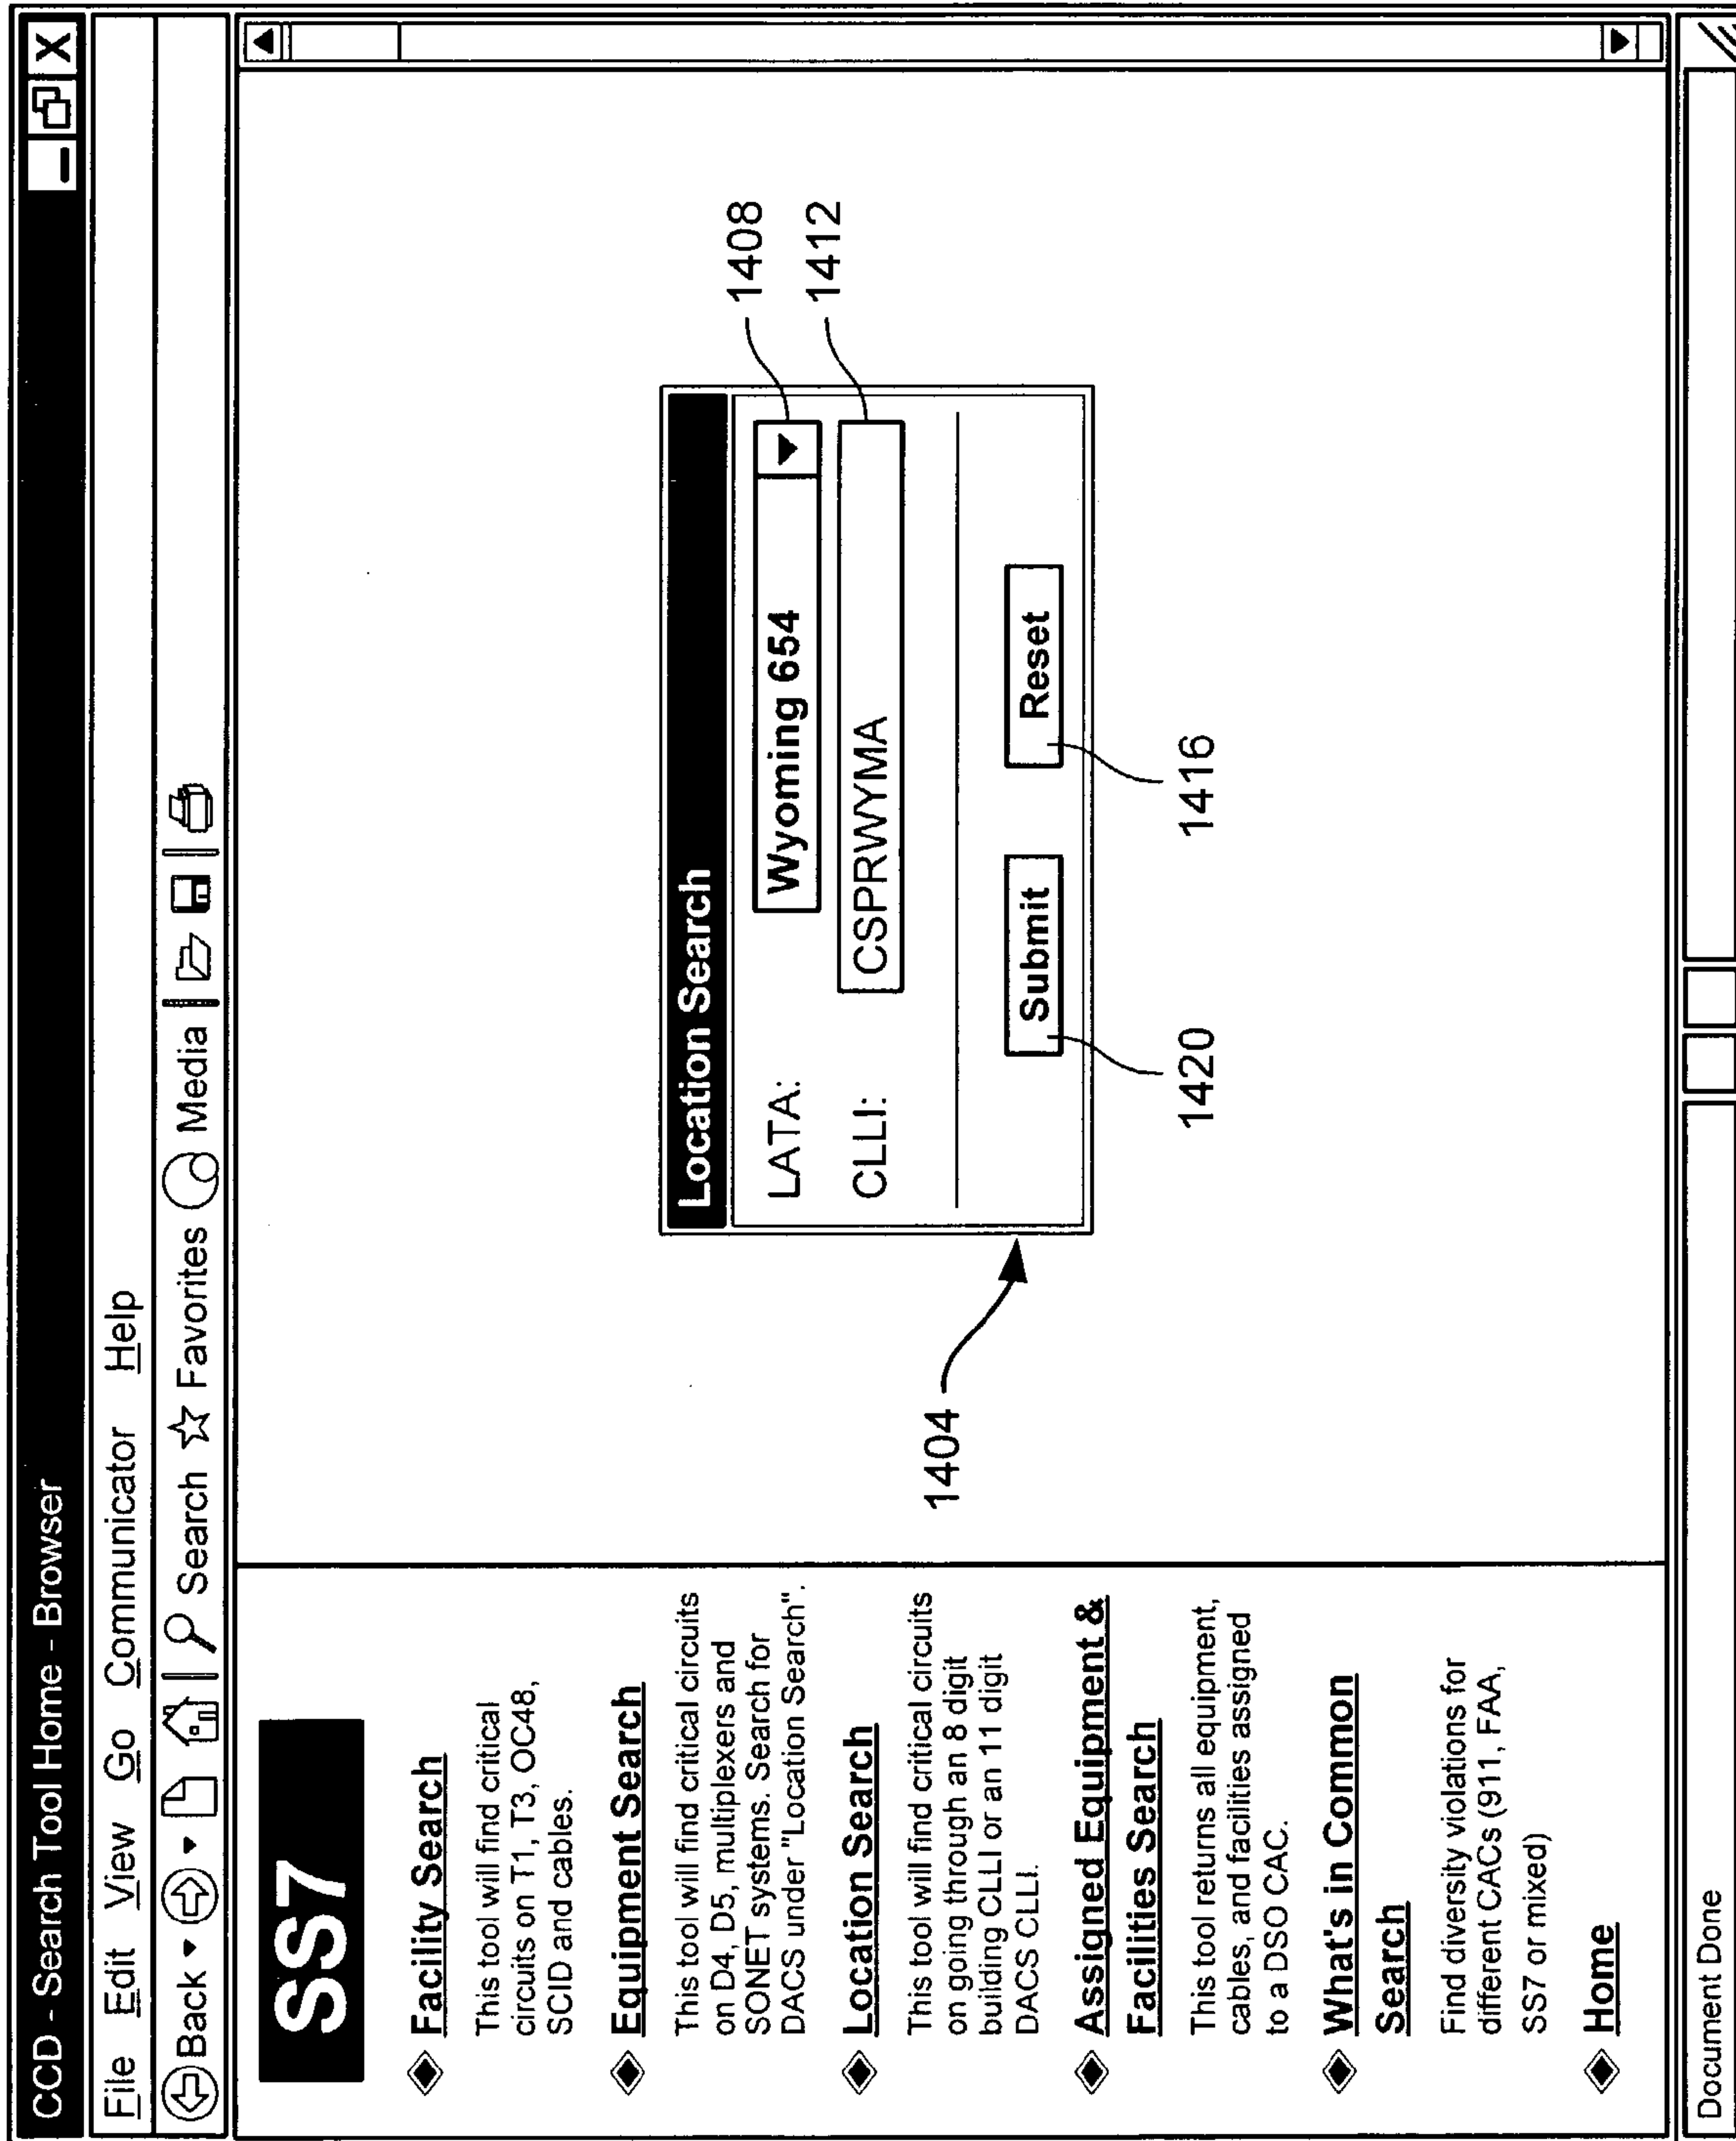 CCD - Search Tool Home - Browser
File Edit View Go Communicator Help
Back Search Favorites Media
SS7
Facility Search
This tool will find critical
circuits on T1, T3, OC48,
SCID and cables.
Equipment Search
This tool will find critical circuits
on D4, D5, multiplexers and
SONET systems. Search for
DACS under "Location Search".
Location Search
This tool will find critical circuits
on going through an 8 digit
building CLLI or an 11 digit
DACS CLLI.
Assigned Equipment &
Facilities Search
This tool returns all equipment,
cables, and facilities assigned
to a DSO CAC.
What's in Common
Search
Find diversity violations for
different CACs (911, FAA,
SS7 or mixed)
Home
Location Search
LATA: Wyoming 654
CLLI: CSPRWYMA
Submit Reset
1404
1408
1412
1420
1416
Document Done